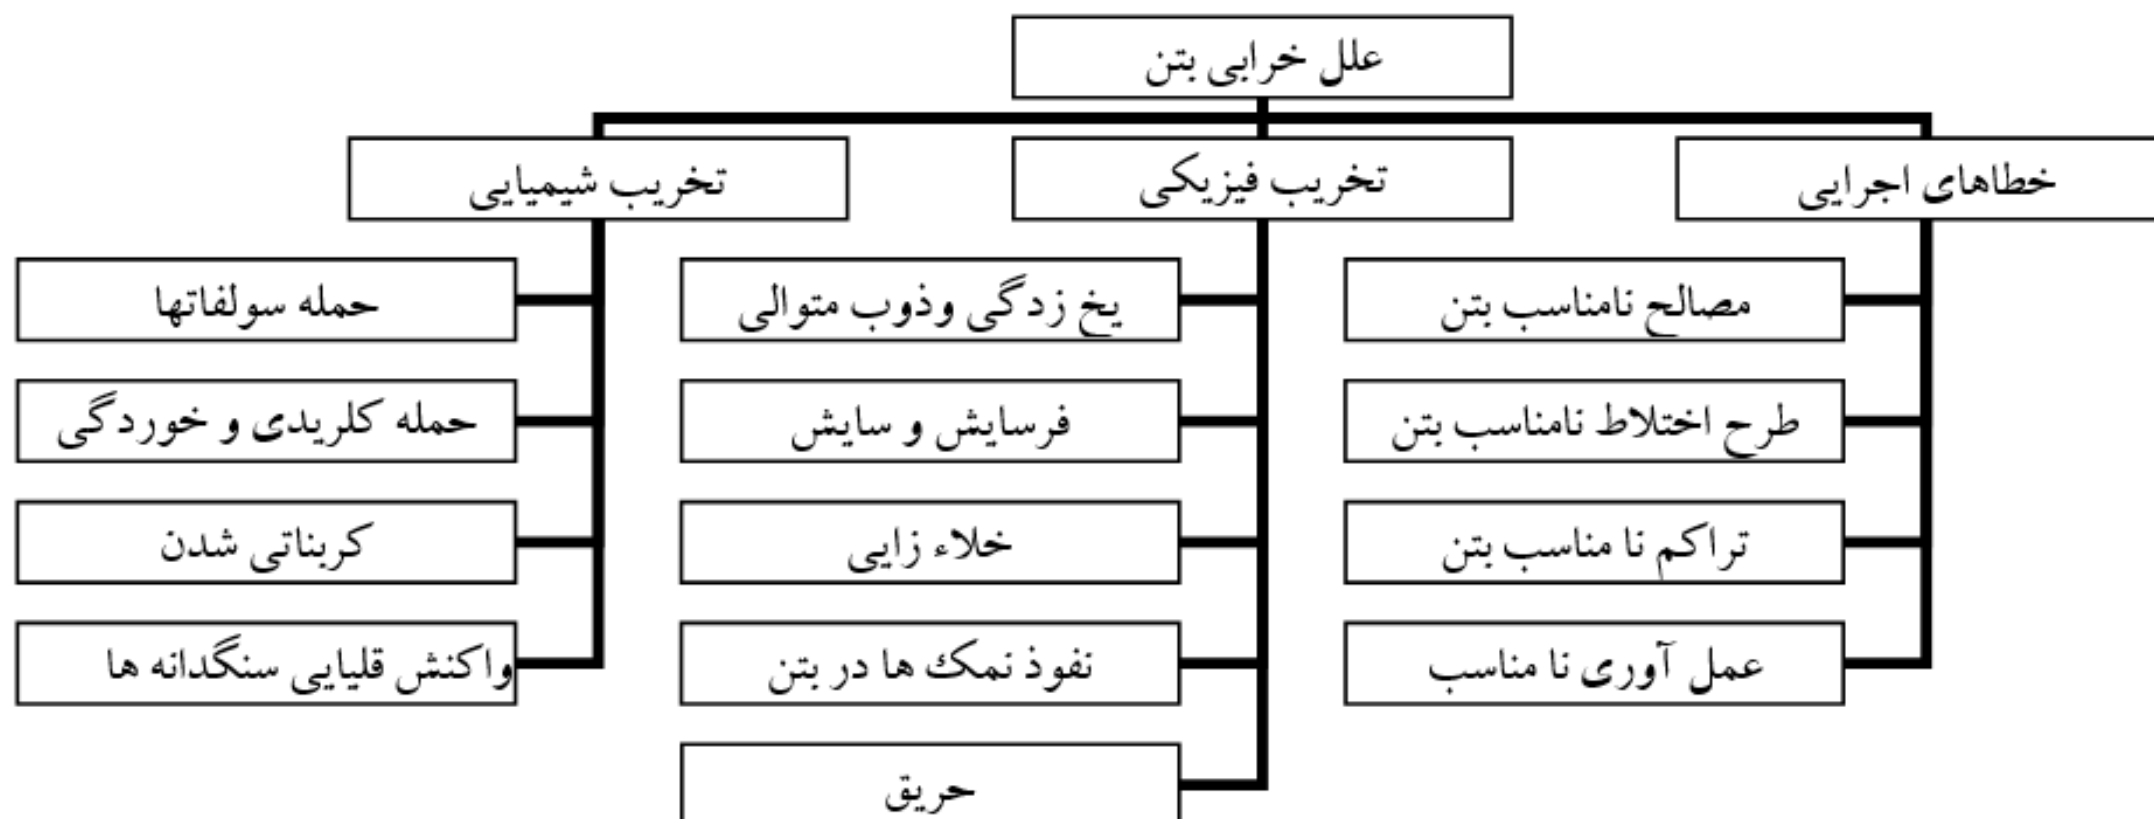 علل خرابی بتن
خطاهای اجرایی
تخریب فیزیکی
تخریب شیمیایی
مصالح نامناسب بتن
طرح اختلاط نامناسب بتن
تراکم نا مناسب بتن
عمل آوری نا مناسب
یخ زدگی وذوب متوالی
فرسایش و سایش
خلاء زایی
نفوذ نمک ها در بتن
حریق
حمله سولفاتها
حمله کلریدی و خوردگی
کربناتی شدن
واکنش قلیایی سنگدانه ها